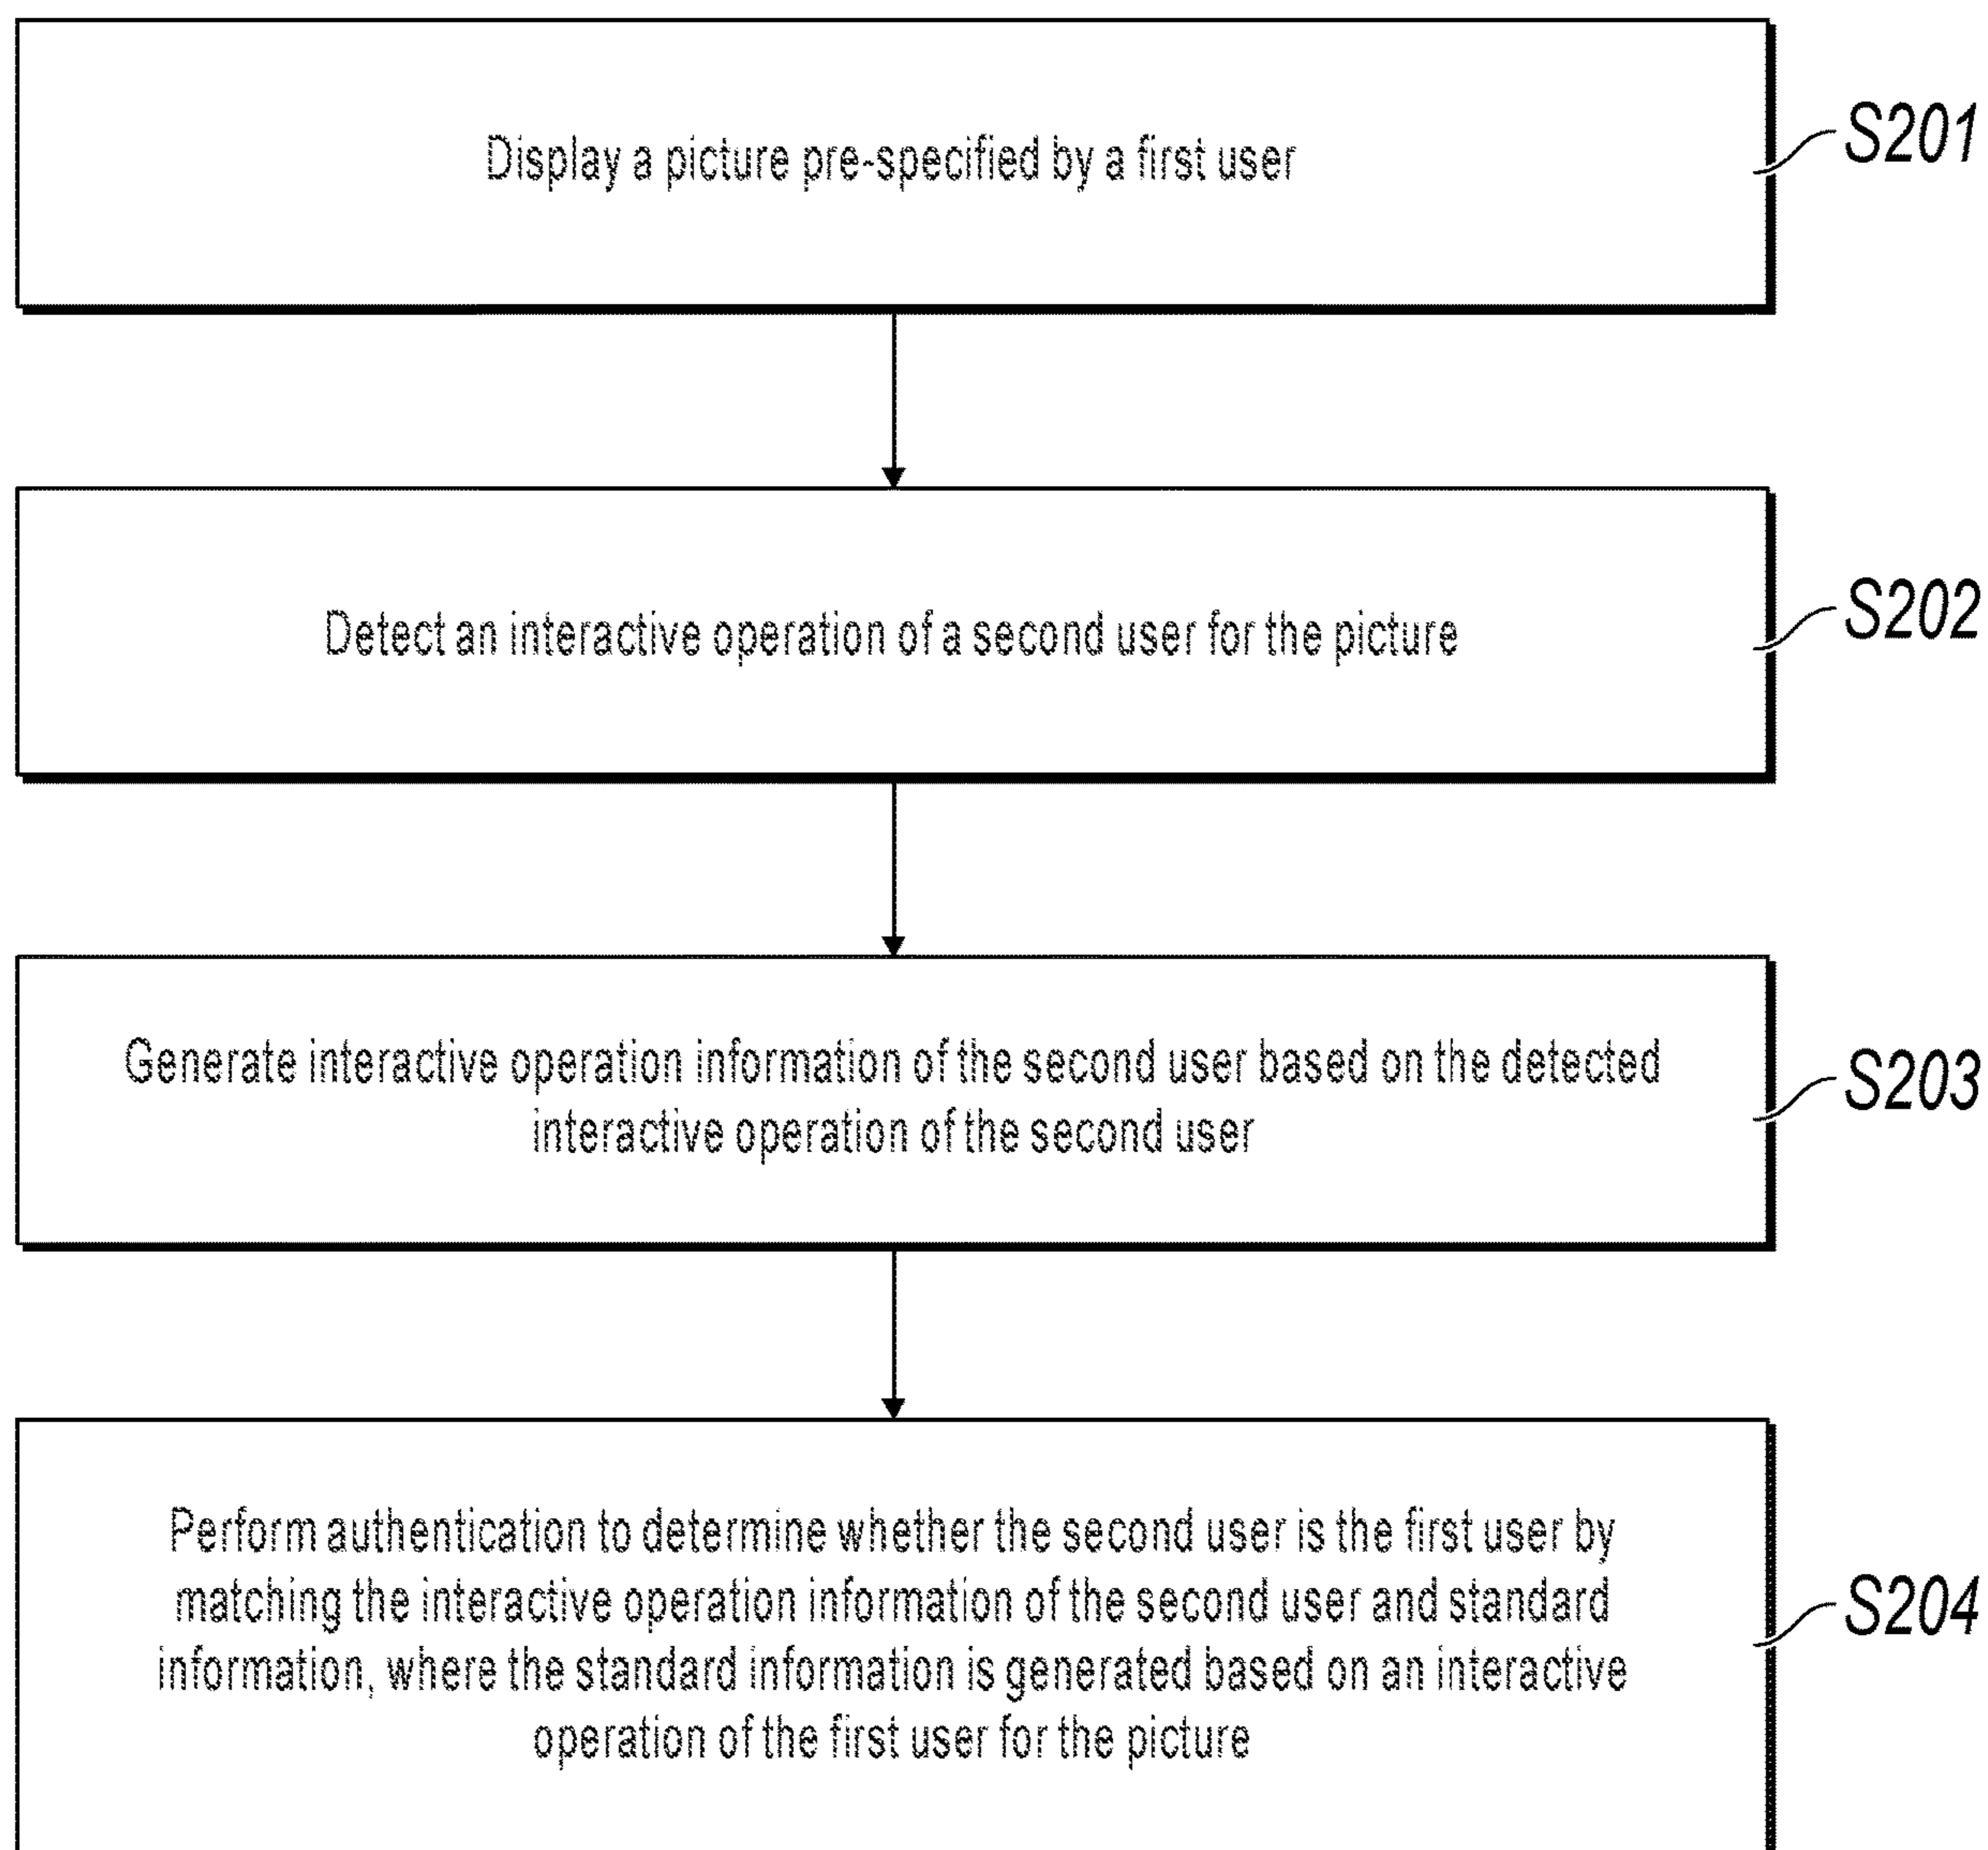 Display a picture pre-specified by a first user
S201
Detect an interactive operation of a second user for the picture
S202
Generate interactive operation information of the second user based on the detected
interactive operation of the second user
S203
Perform authentication to determine whether the second user is the first user by
matching the interactive operation information of the second user and standard
information, where the standard information is generated based on an interactive
operation of the first user for the picture
S204